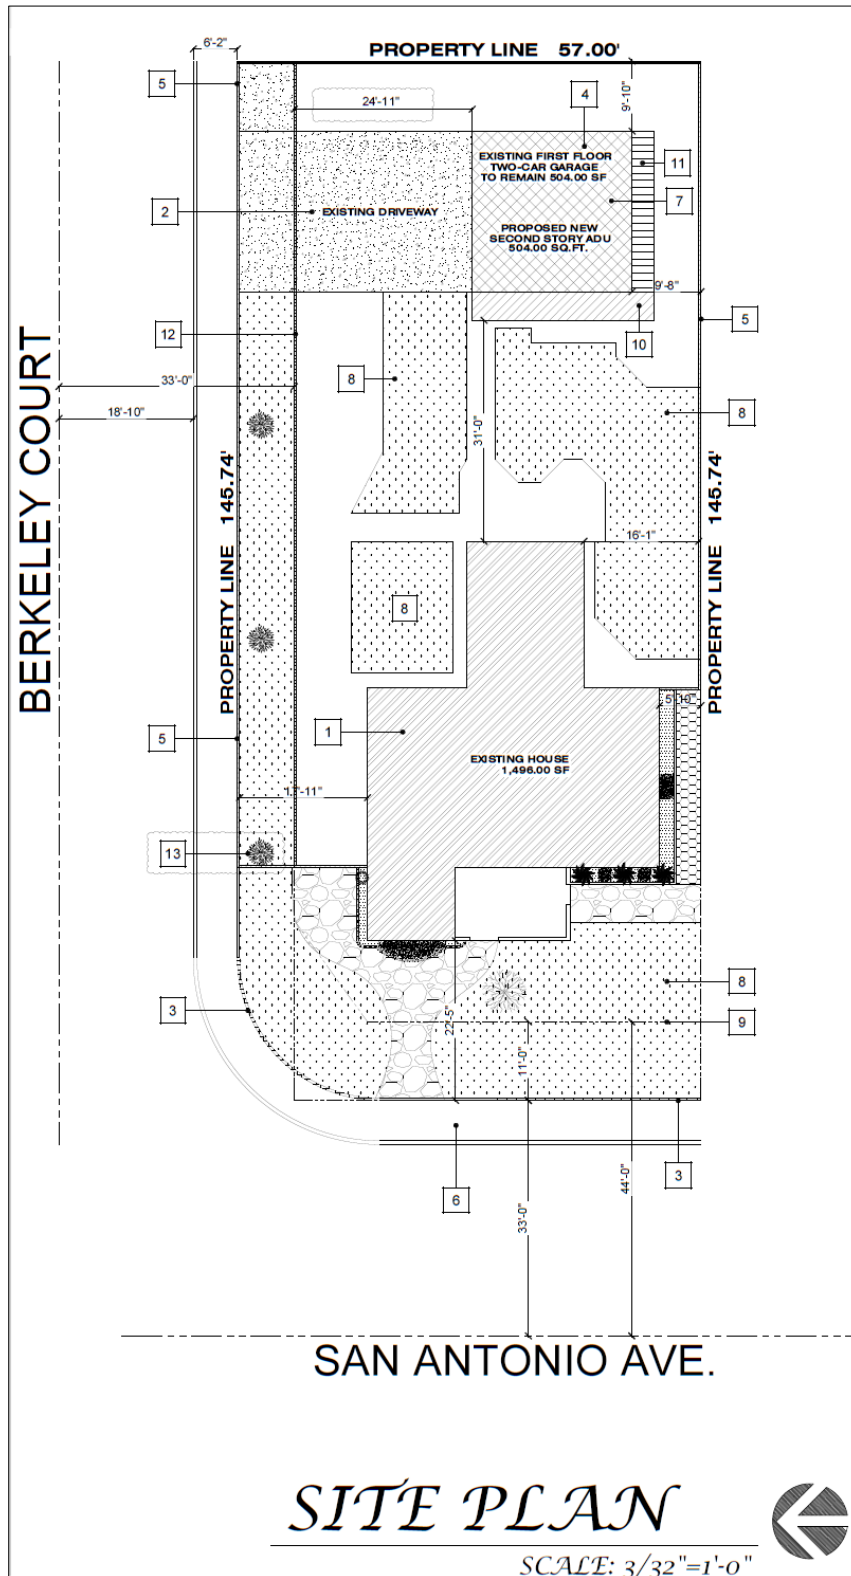 6'-2"
PROPERTY LINE 57.00'
5
24'-11"
4
9'-10"
EXISTING FIRST FLOOR
TWO-CAR GARAGE
TO REMAIN 504.00 SF
11
2
EXISTING DRIVEWAY
7
PROPOSED NEW
SECOND STORY ADU
504.00 SQ.FT.
9'-8"
12
10
5
33'-0"
8
8
18'-10"
31'-0"
BERKELEY COURT
PROPERTY LINE 145.74'
PROPERTY LINE 145.74'
16'-1"
8
5'-10"
1
5
EXISTING HOUSE
1,496.00 SF
13
8
3
9
22'-5"
11'-0"
3
6
44'-0"
33'-0"
SAN ANTONIO AVE.
SITE PLAN
SCALE: 3/32"=1'-0"